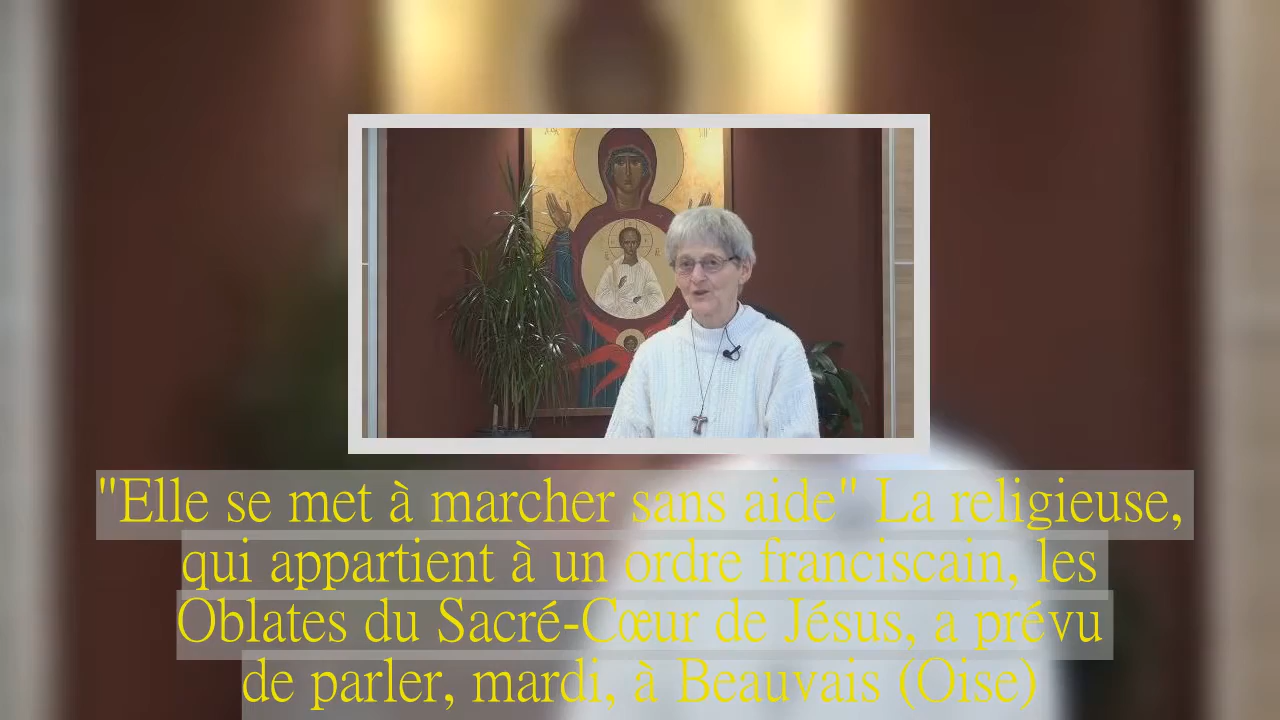 "Elle se met à marcher sans aide" La religieuse,
qui appartient à un ordre franciscain, les
Oblates du Sacré-Cœur de Jésus, a prévu
de parler, mardi, à Beauvais (Oise)